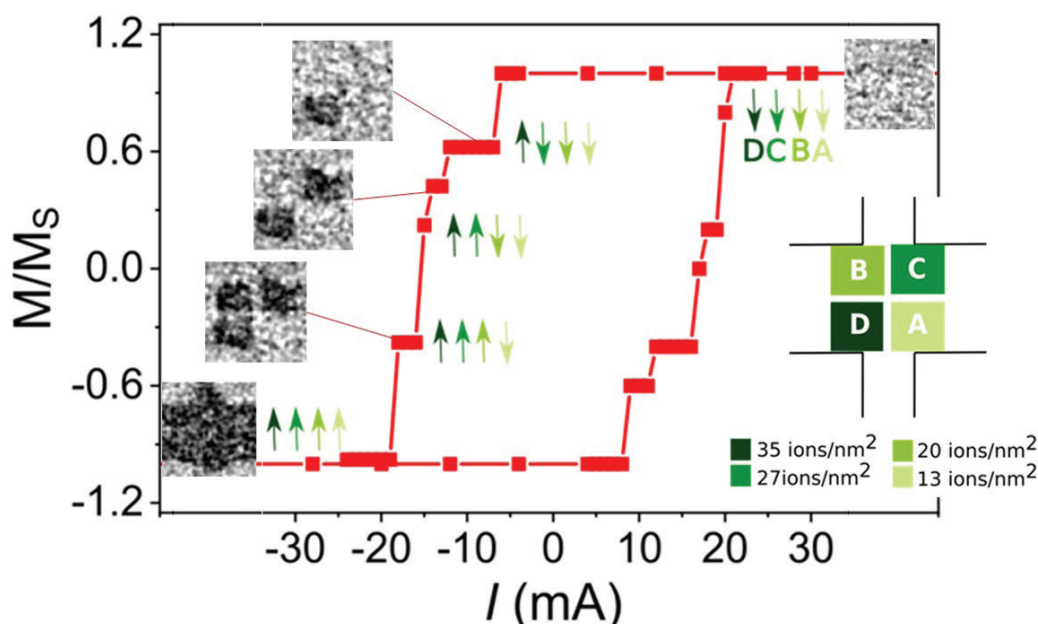 1.2
0.6
0.0
-0.6
-1.2
M/Ms
D C B A
B C
D A
35 ions/nm²
20 ions/nm²
27ions/nm²
13 ions/nm²
-30 -20 -10 0 10 20 30
I (mA)